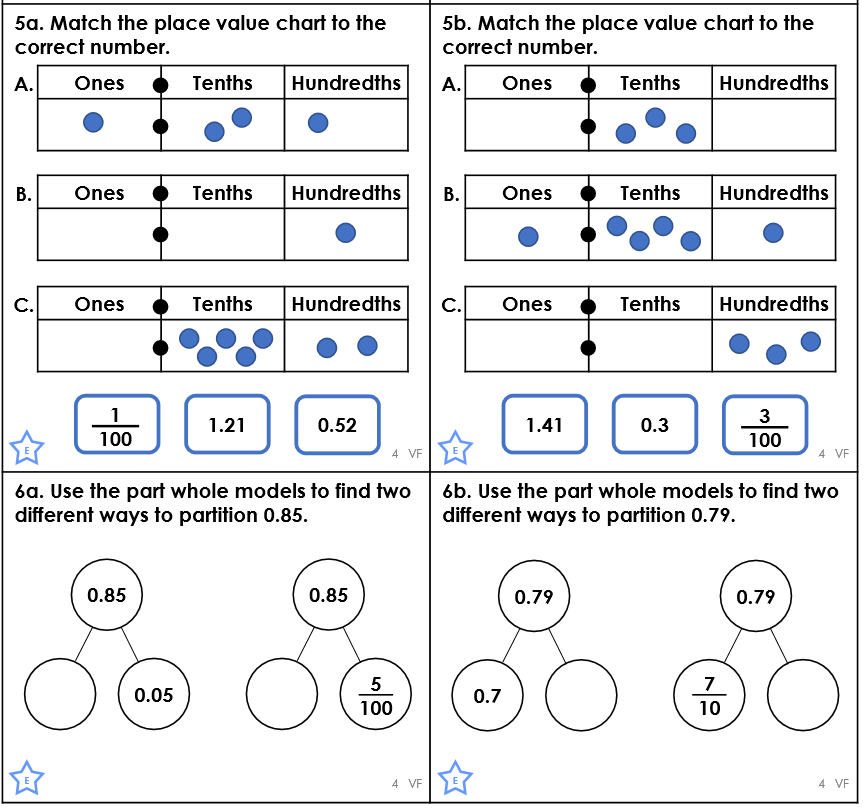 5a. Match the place value chart to the
correct number.
A. Ones Tenths Hundredths
B. Ones Tenths Hundredths
C. Ones Tenths Hundredths
1
100
1.21
0.52
E
4 VF
5b. Match the place value chart to the
correct number.
A. Ones Tenths Hundredths
B. Ones Tenths Hundredths
C. Ones Tenths Hundredths
1.41
0.3
3
100
E
4 VF
6a. Use the part whole models to find two
different ways to partition 0.85.
0.85
0.05
0.85
5
100
E
4 VF
6b. Use the part whole models to find two
different ways to partition 0.79.
0.79
0.7
0.79
7
10
E
4 VF